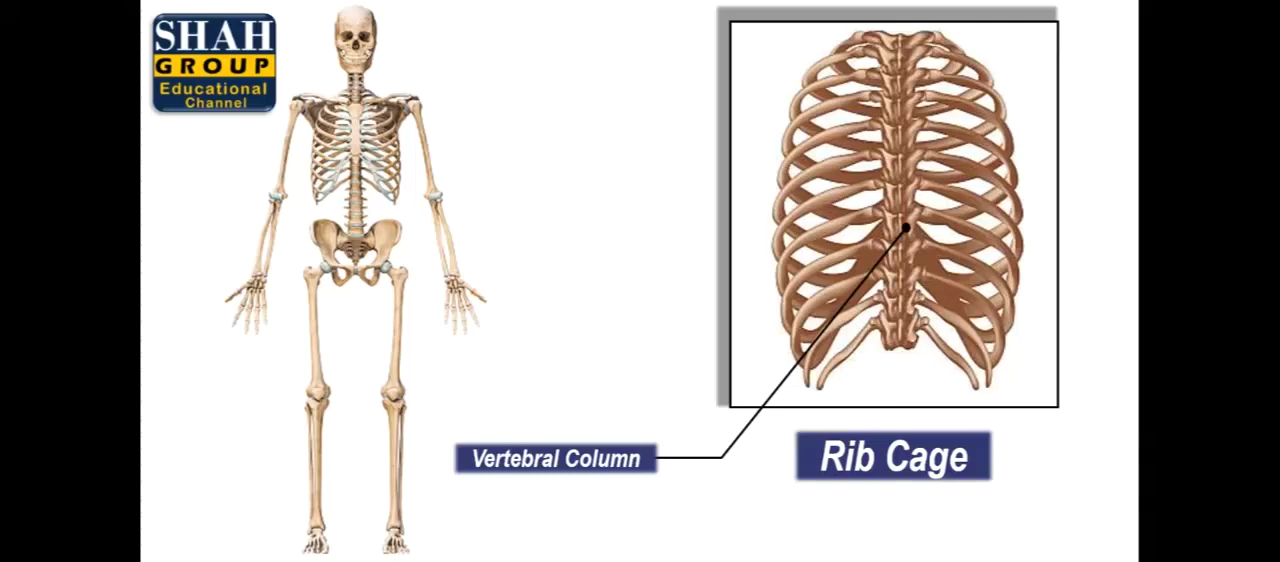 SHAH
GROUP
Educational
Channel
Vertebral Column
Rib Cage